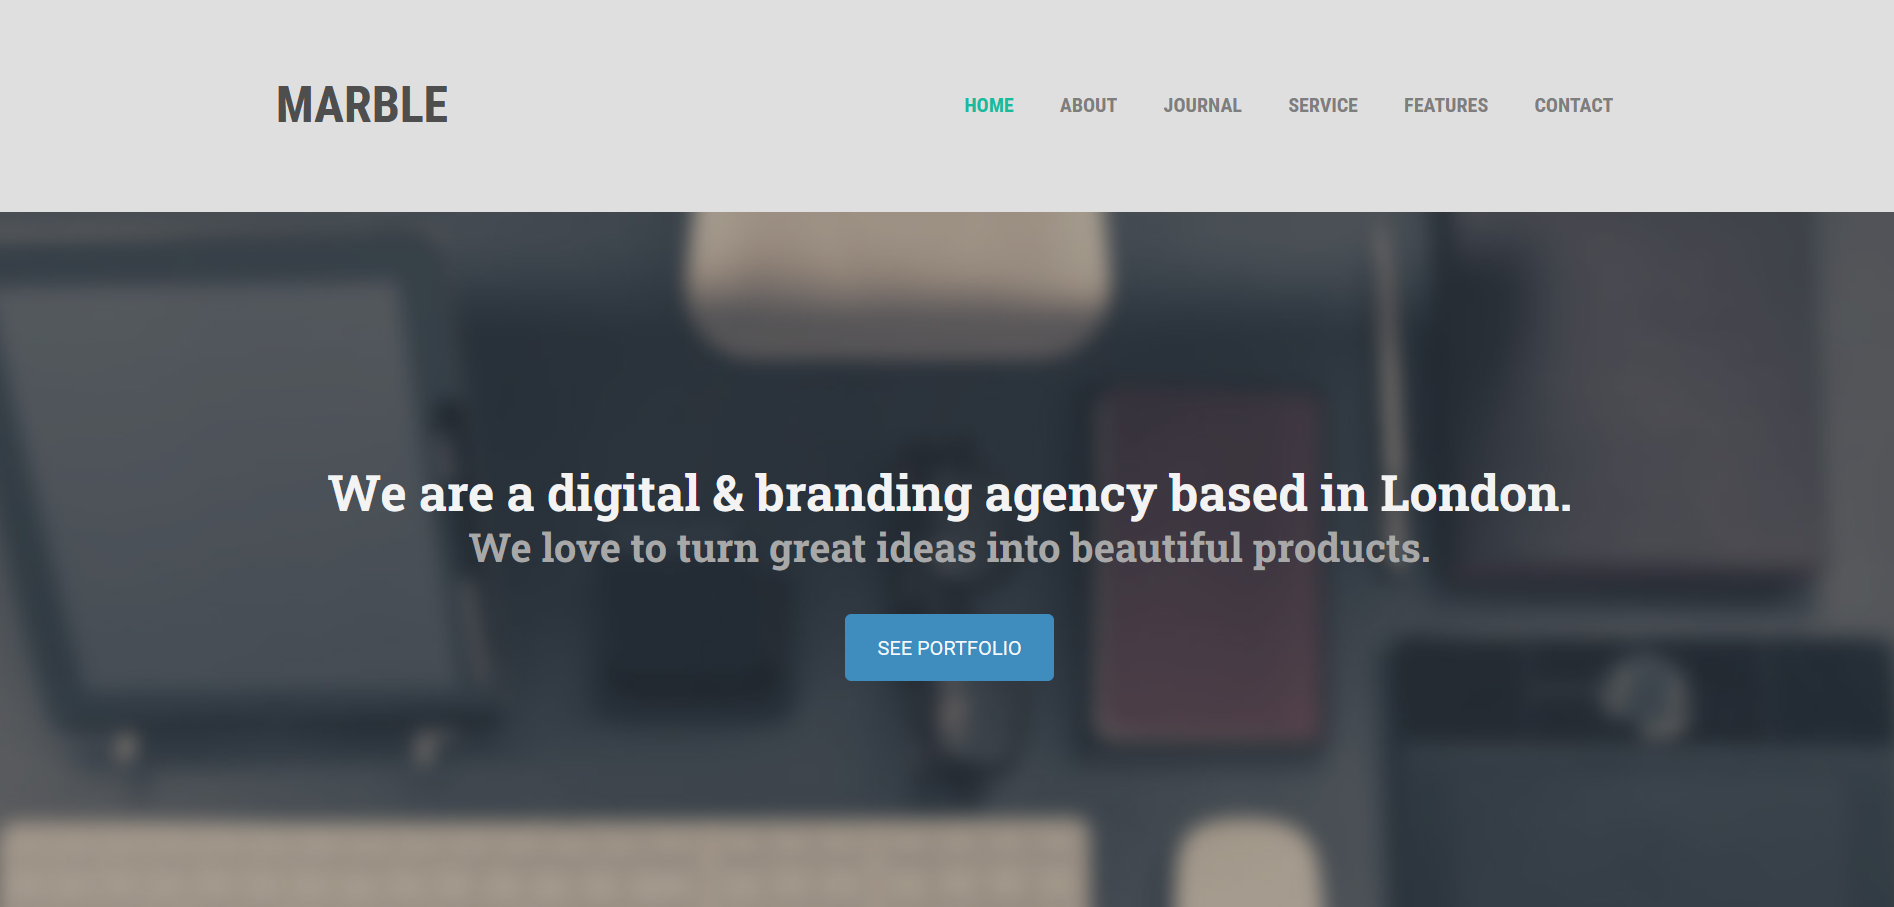 MARBLE
HOME ABOUT JOURNAL SERVICE FEATURES CONTACT
We are a digital & branding agency based in London.
We love to turn great ideas into beautiful products.
SEE PORTFOLIO